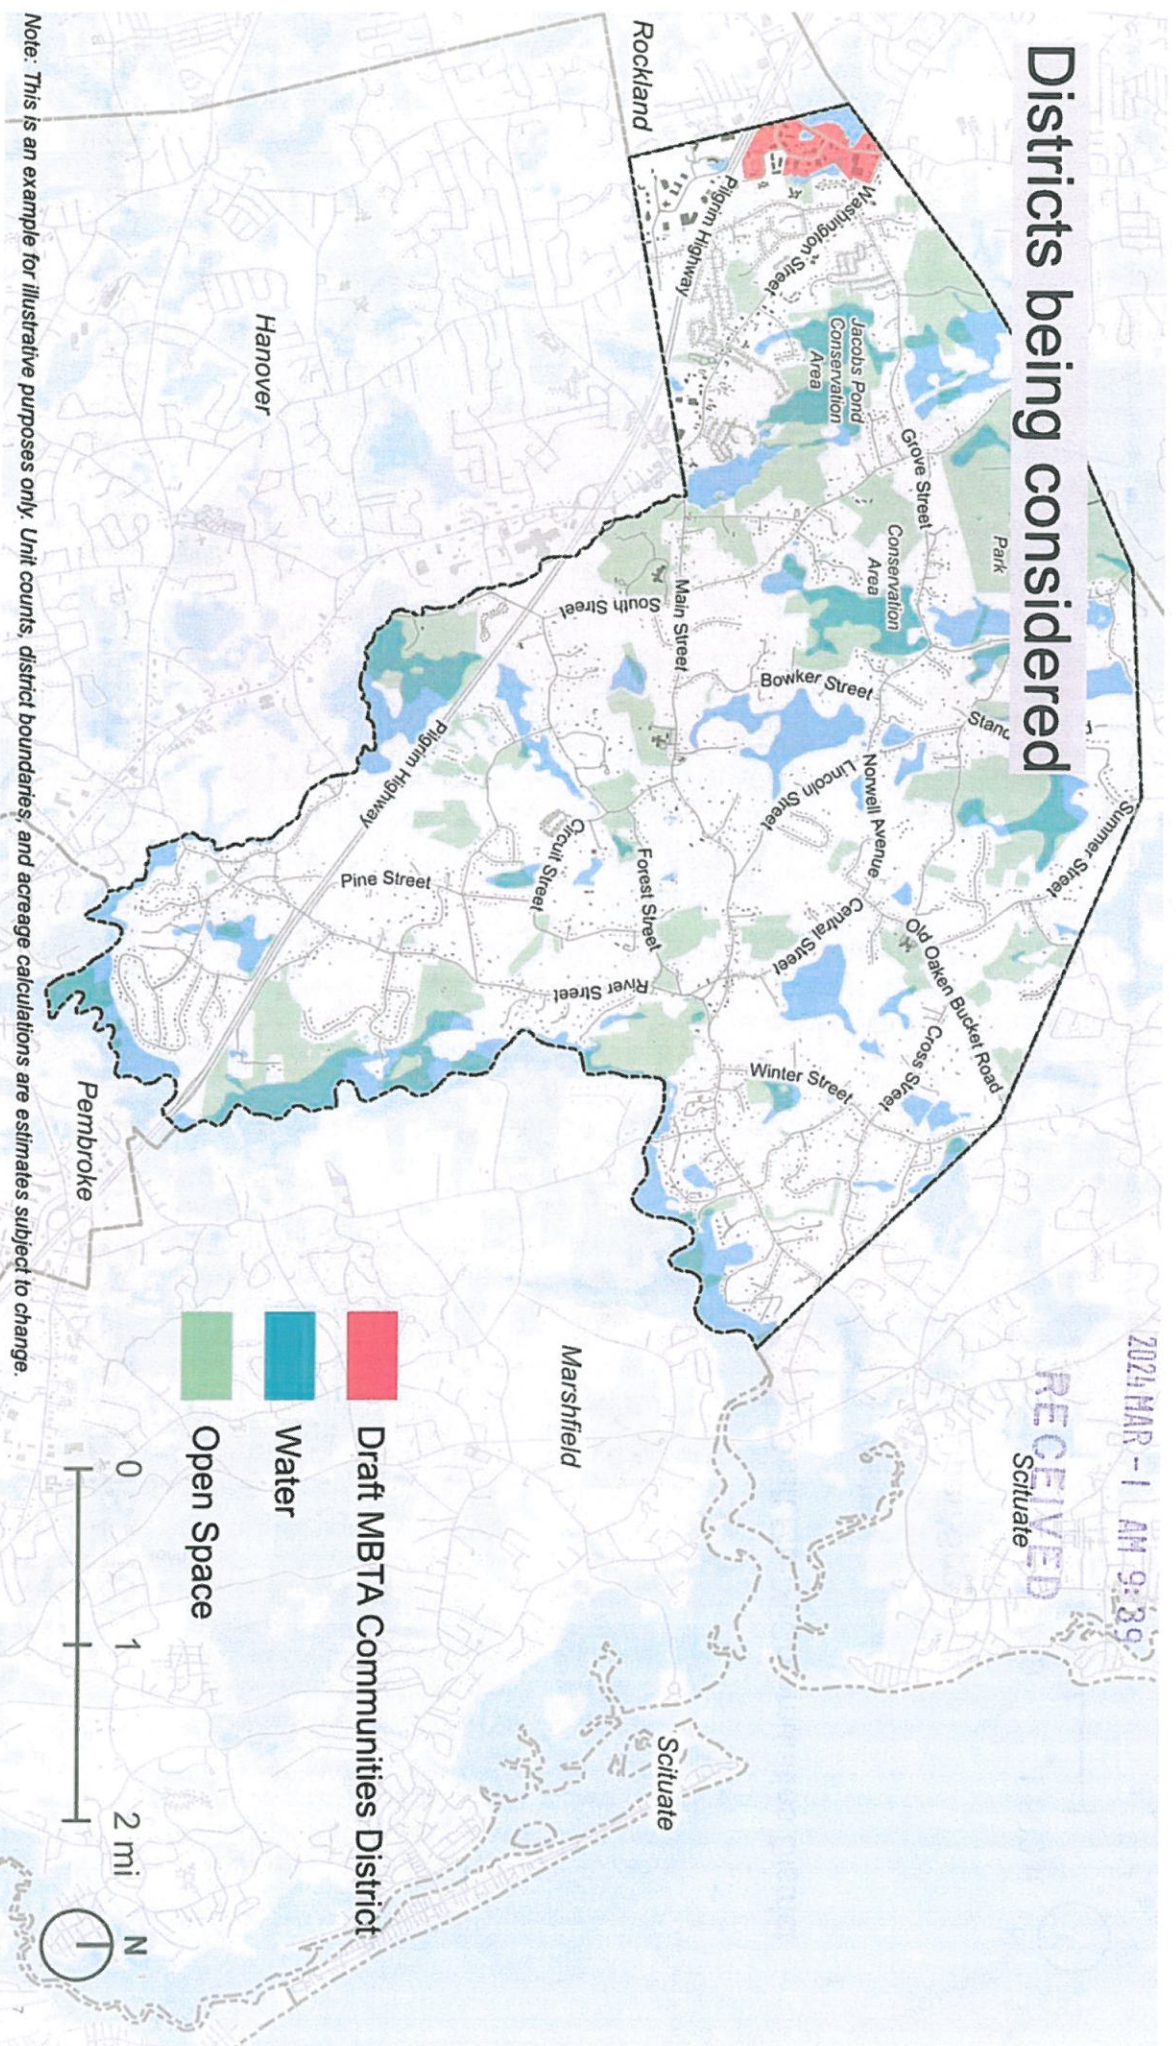 Districts being considered
2024 MAR -1 AM 9:39
RECEIVED
Scituate
Summer Street
Stanc
Park
Grove Street
Conservation
Area
Jacobs Pond
Conservation
Area
Washington Street
Pilgrim Highway
Rockland
Main Street
South Street
Bowker Street
Lincoln Street
Norwell Avenue
Old Oaken Bucket Road
Central Street
Cross Street
Winter Street
Forest Street
River Street
Circuit Street
Pine Street
Pilgrim Highway
Hanover
Pembroke
Marshfield
Scituate
Draft MBTA Communities District
Water
Open Space
0 1 2 mi
N
Note: This is an example for illustrative purposes only. Unit counts, district boundaries, and acreage calculations are estimates subject to change.
7